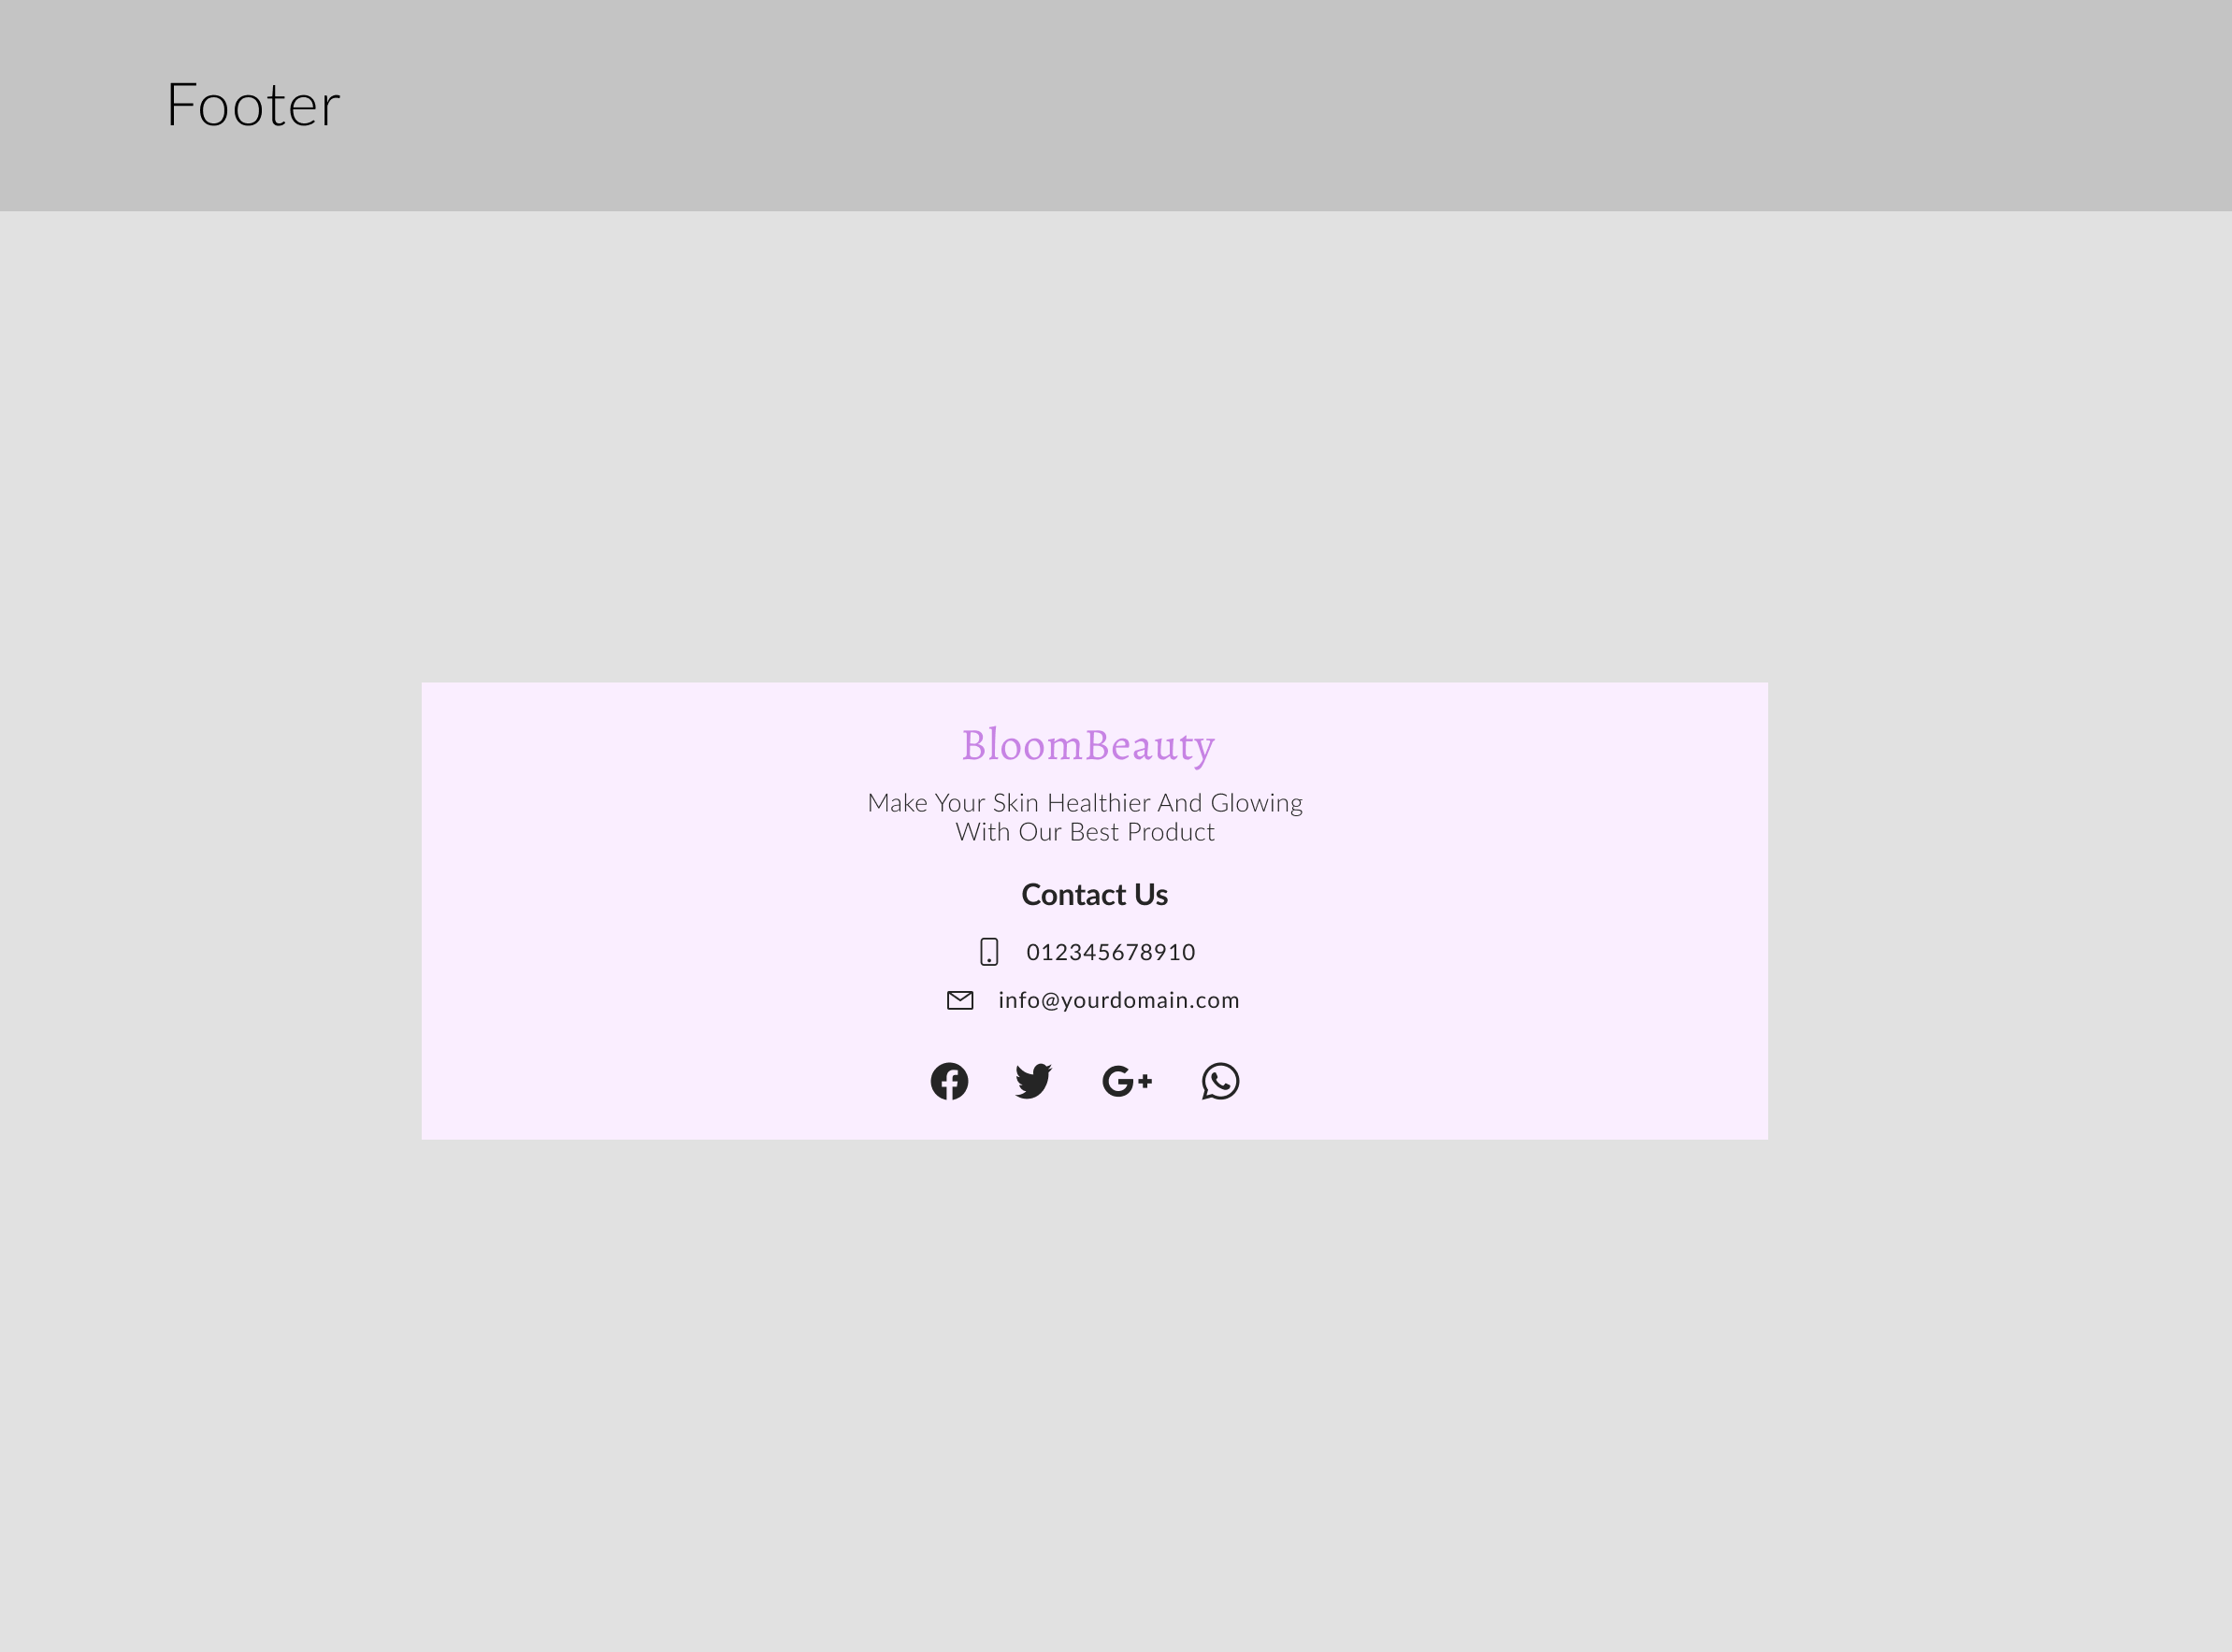 Footer
BloomBeauty
Make Your Skin Healthier And Glowing
With Our Best Product
Contact Us
012345678910
info@yourdomain.com